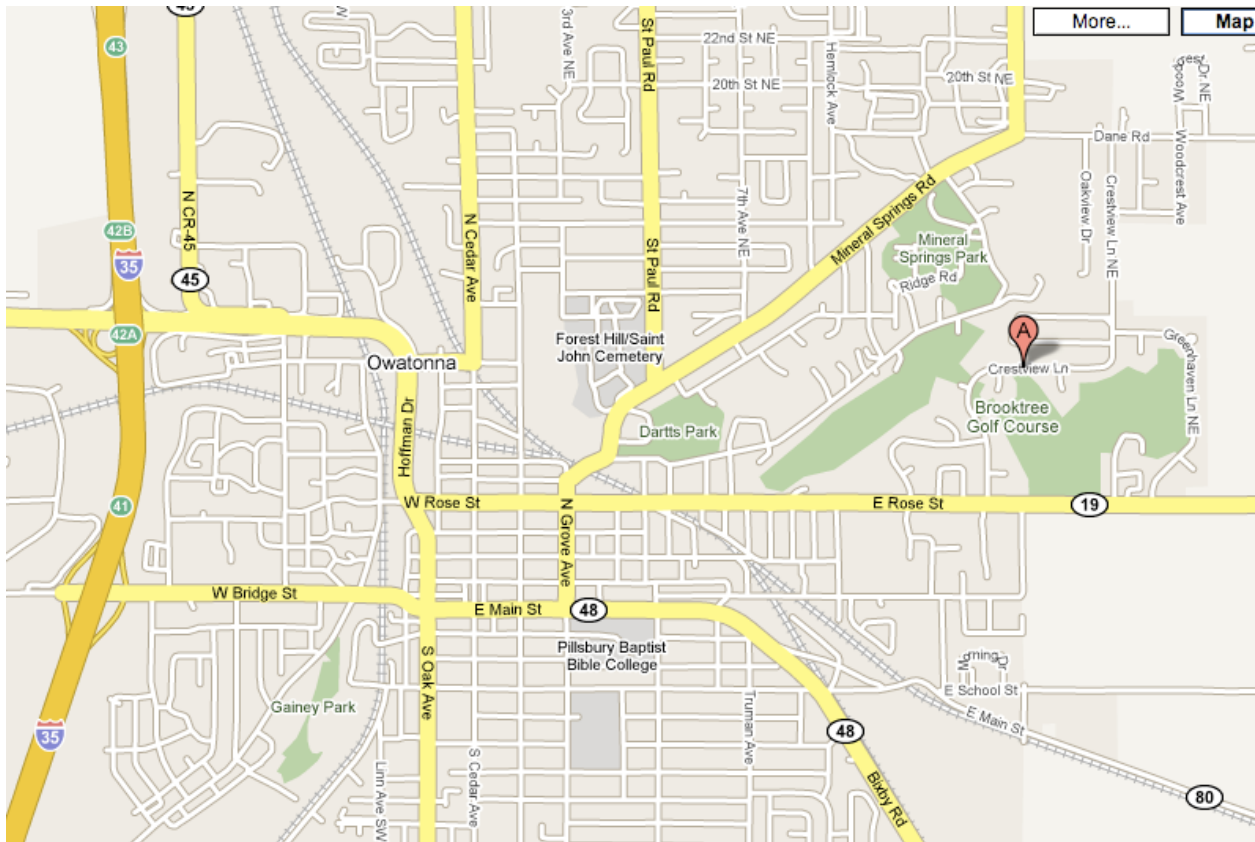 45
43
W
3rd Ave NE
St Paul Rd
22nd St NE
Hemlock Ave
More...
Map
20th St NE
20th St NE
Dr NE
Woodcrest Ave
Dane Rd
N CR-45
42B
35
45
N Cedar Ave
7th Ave NE
St Paul Rd
Mineral Springs Rd
Oakview Dr
Crestview Ln NE
Mineral
Springs Park
Ridge Rd
42A
Owatonna
Forest Hill/Saint
John Cemetery
A
Crestview Ln
Greenhaven Ln NE
Brooktree
Golf Course
Dartts Park
Hoffman Dr
41
W Rose St
N Grove Ave
E Rose St
19
W Bridge St
E Main St
48
Pillsbury Baptist
Bible College
S Oak Ave
Gainey Park
35
Linn Ave SW
S Cedar Ave
Truman Ave
Dr
E School St
E Main St
48
Bixby Rd
80